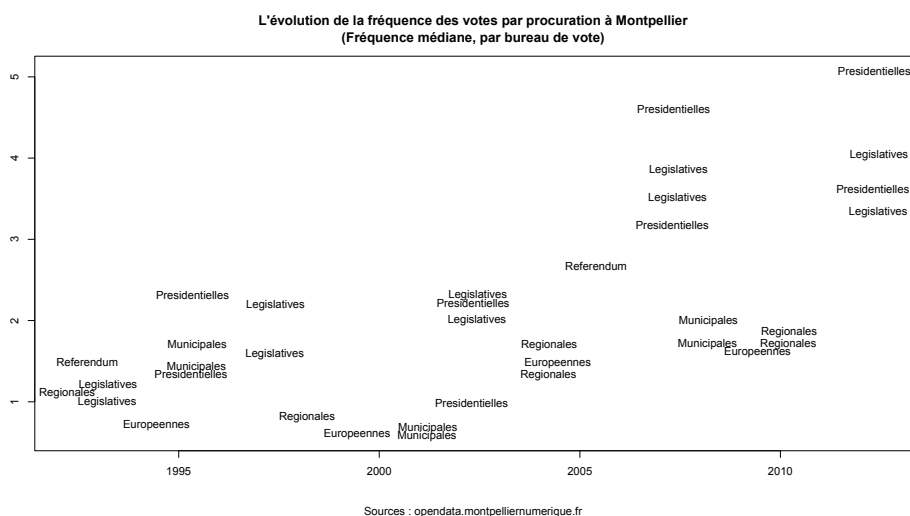 L'évolution de la fréquence des votes par procuration à Montpellier
(Fréquence médiane, par bureau de vote)
5
Presidentielles
Presidentielles
4
Legislatives
Legislatives
Presidentielles
Legislatives
Legislatives
3
Presidentielles
Referendum
Presidentielles
Legislatives
Legislatives
Presidentielles
2
Legislatives
Municipales
Regionales
Municipales
Regionales
Municipales
Regionales
Legislatives
Europeennes
Referendum
Europeennes
Municipales
Presidentielles
Regionales
Legislatives
Regionales
1
Legislatives
Presidentielles
Regionales
Europeennes
Municipales
Europeennes
Municipales
1995
2000
2005
2010
Sources : opendata.montpelliernumerique.fr